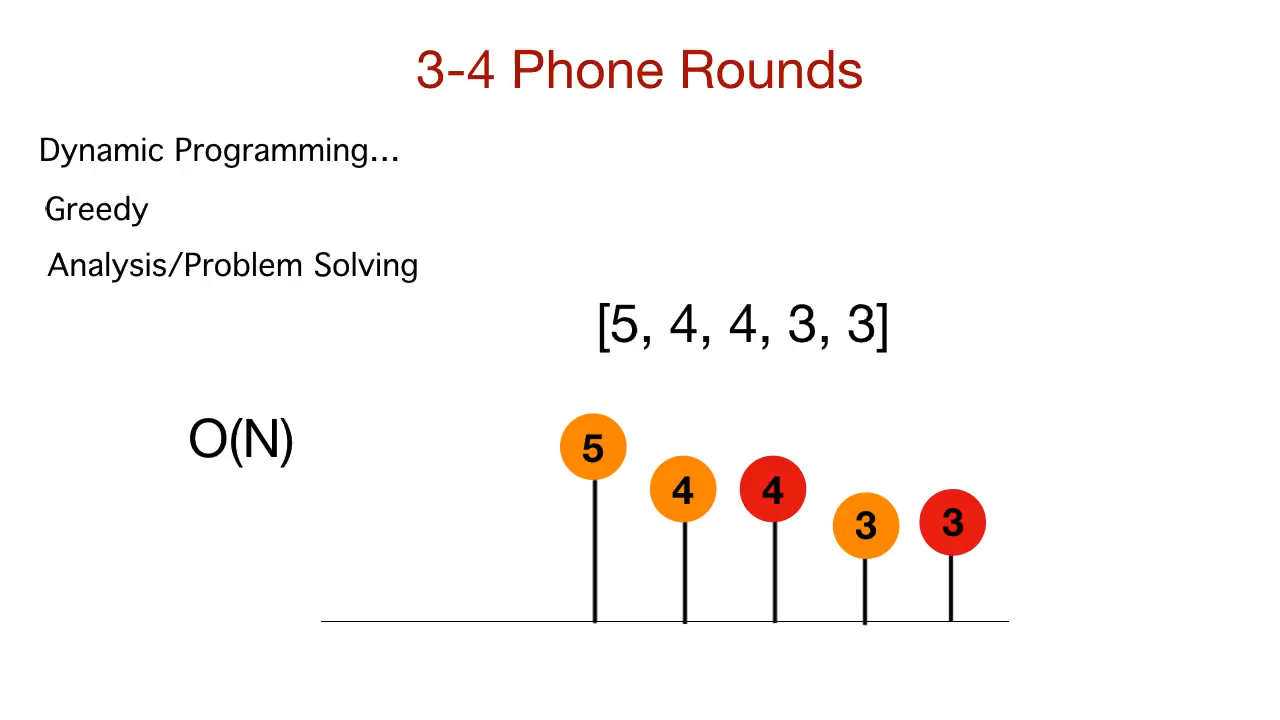 3-4 Phone Rounds
Dynamic Programming...
Greedy
Analysis/Problem Solving
[5, 4, 4, 3, 3]
O(N)
5
4
4
3
3